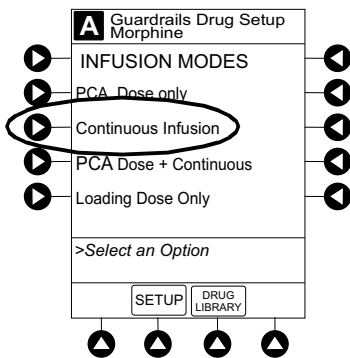 A Guardrails Drug Setup
Morphine
INFUSION MODES
PCA Dose only
Continuous Infusion
PCA Dose + Continuous
Loading Dose Only
>Select an Option
SETUP DRUG
LIBRARY